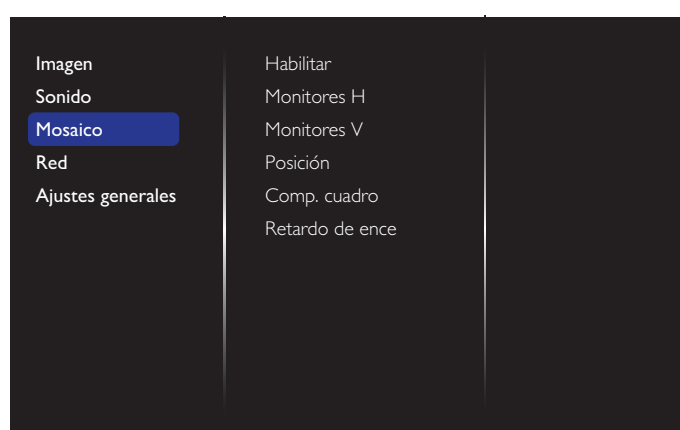 Imagen
Sonido
Mosaico
Red
Ajustes generales
Habilitar
Monitores H
Monitores V
Posición
Comp. cuadro
Retardo de ence